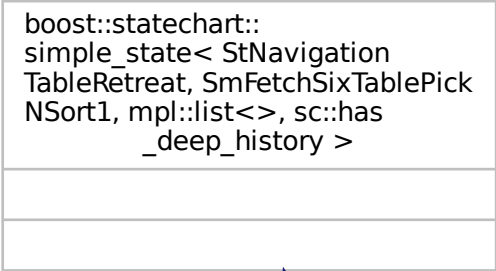 boost::statechart::
simple_state< StNavigation
TableRetreat, SmFetchSixTablePick
NSort1, mpl::list<>, sc::has
_deep_history >